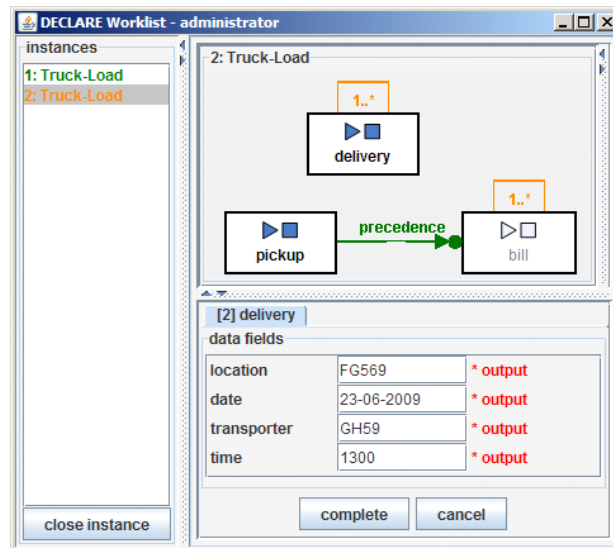 DECLARE Worklist - administrator
instances
1: Truck-Load
2: Truck-Load
close instance
2: Truck-Load
1..*
delivery
1..*
precedence
pickup
bill
[2] delivery
data fields
location FG569 * output
date 23-06-2009 * output
transporter GH59 * output
time 1300 * output
complete cancel